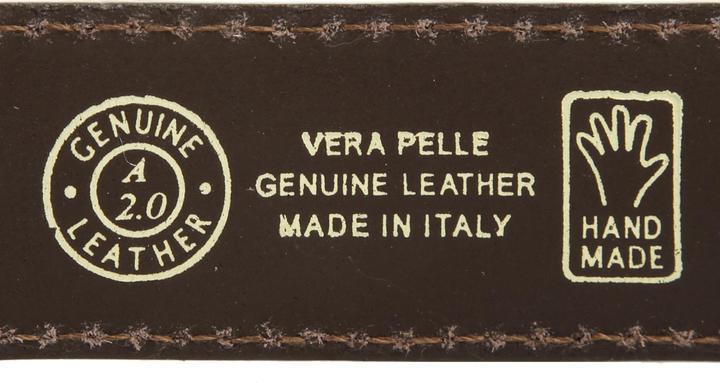 GENUINE
A
2.0
LEATHER
VERA PELLE
GENUINE LEATHER
MADE IN ITALY
HAND
MADE